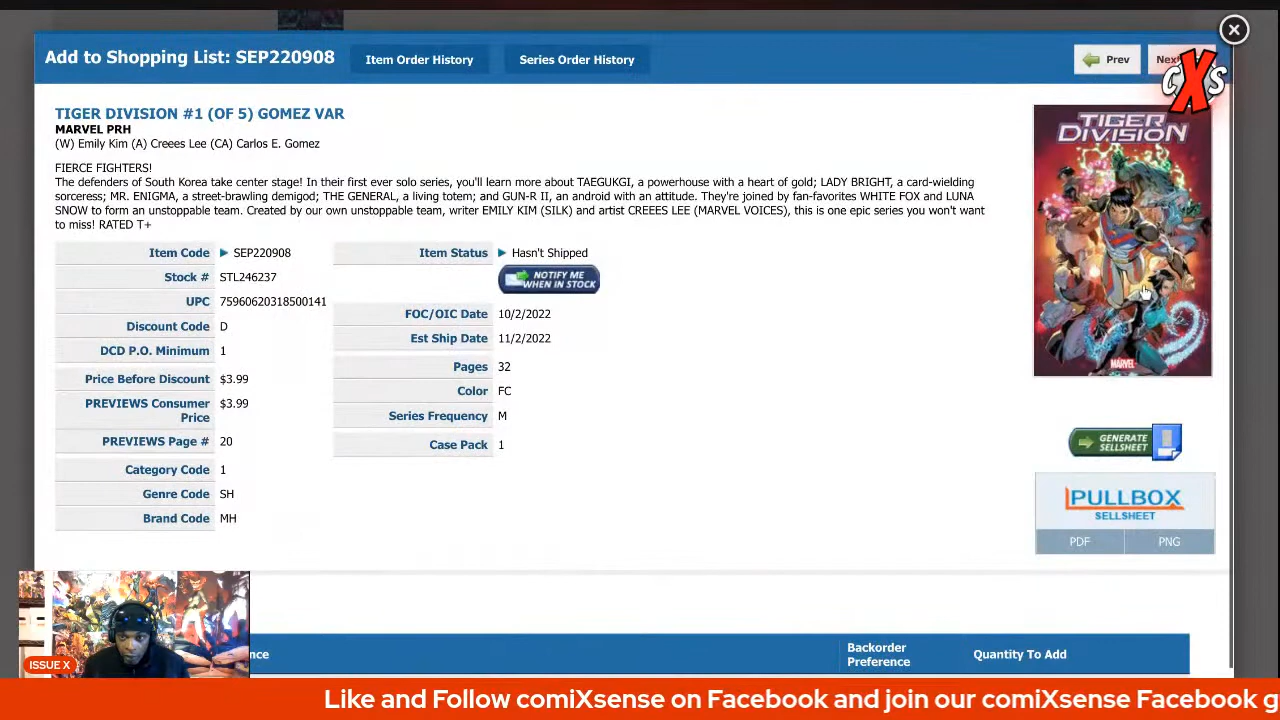 Add to Shopping List: SEP220908
Item Order History
Series Order History
Prev
Next
CXS
TIGER DIVISION #1 (OF 5) GOMEZ VAR
MARVEL PRH
(W) Emily Kim (A) Creees Lee (CA) Carlos E. Gomez
FIERCE FIGHTERS!
The defenders of South Korea take center stage! In their first ever solo series, you'll learn more about TAEGUKGI, a powerhouse with a heart of gold; LADY BRIGHT, a card-wielding
sorceress; MR. ENIGMA, a street-brawling demigod; THE GENERAL, a living totem; and GUN-R II, an android with an attitude. They're joined by fan-favorites WHITE FOX and LUNA
SNOW to form an unstoppable team. Created by our own unstoppable team, writer EMILY KIM (SILK) and artist CREEES LEE (MARVEL VOICES), this is one epic series you won't want
to miss! RATED T+
Item Code SEP220908
Stock # STL246237
UPC 75960620318500141
Discount Code D
DCD P.O. Minimum 1
Price Before Discount $3.99
PREVIEWS Consumer $3.99
Price
PREVIEWS Page # 20
Category Code 1
Genre Code SH
Brand Code MH
Item Status Hasn't Shipped
NOTIFY ME
WHEN IN STOCK
FOC/OIC Date 10/2/2022
Est Ship Date 11/2/2022
Pages 32
Color FC
Series Frequency M
Case Pack 1
TIGER
DIVISION
MARVEL
GENERATE
SELLSHEET
PULLBOX
SELLSHEET
PDF PNG
nce
Backorder
Preference
Quantity To Add
ISSUE X
Like and Follow comiXsense on Facebook and join our comiXsense Facebook g